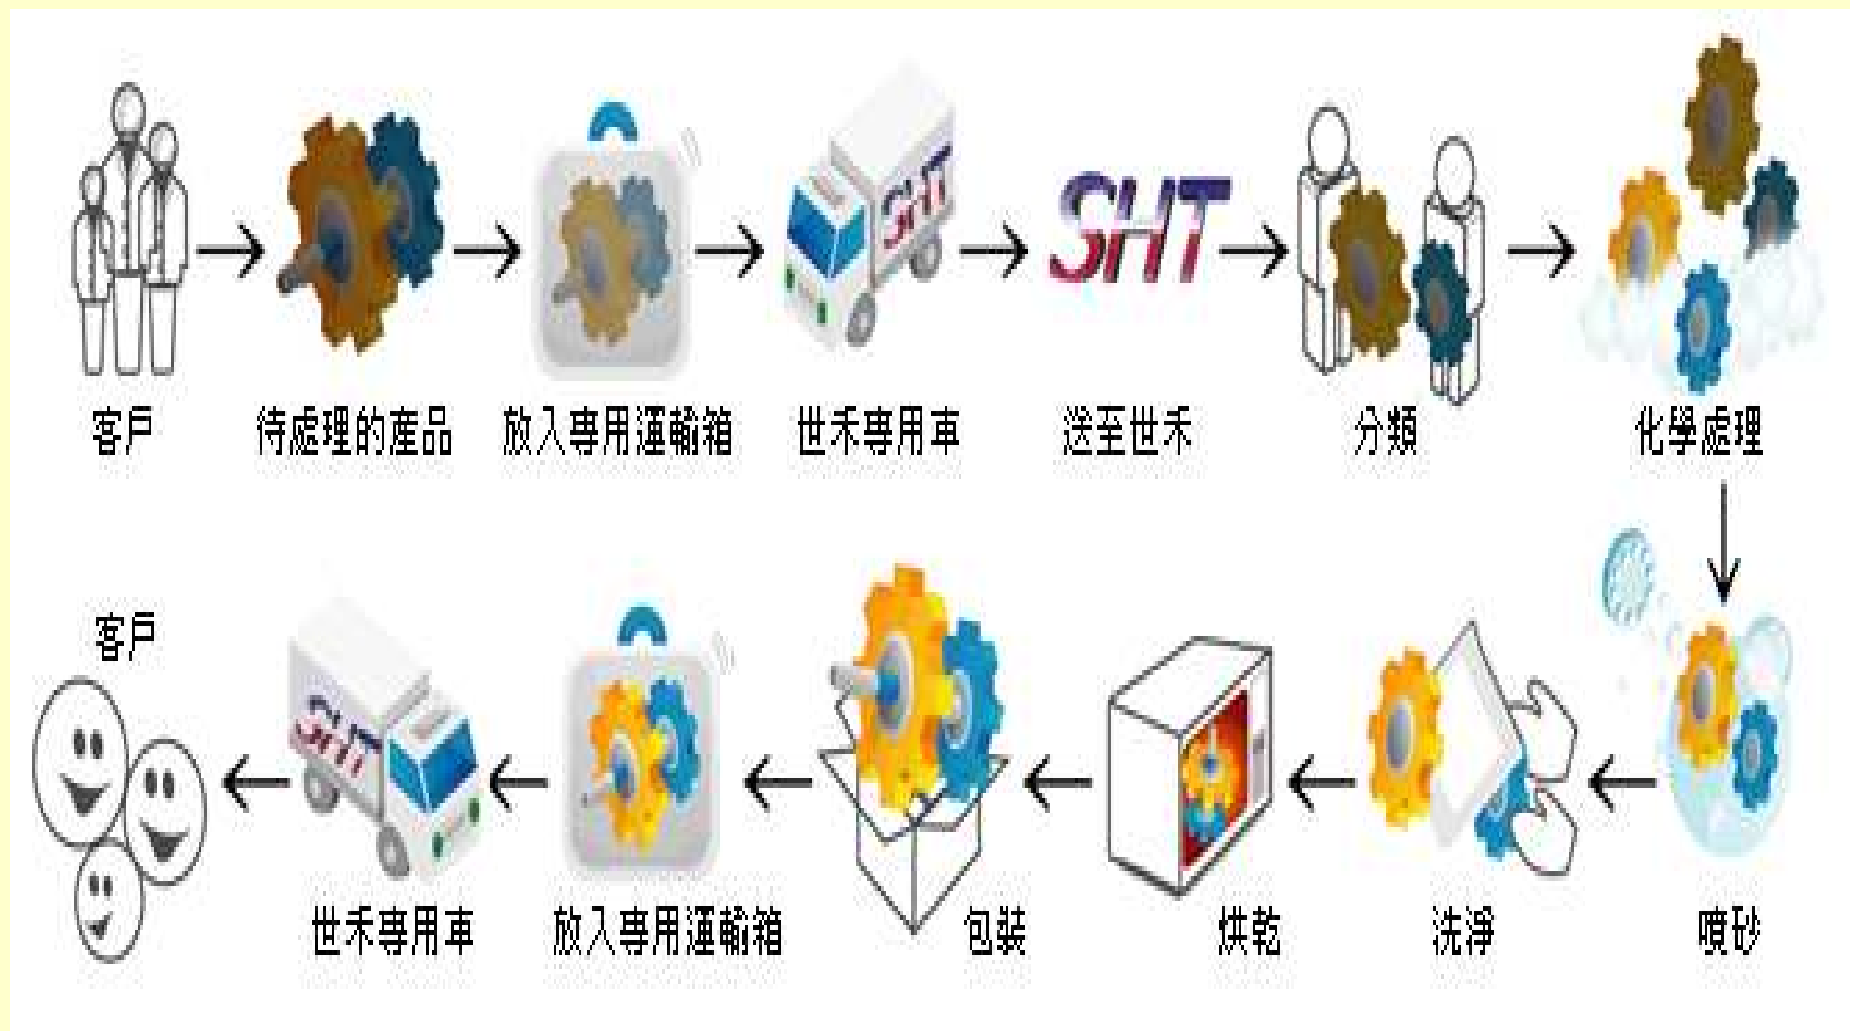 客戶
待處理的產品
放入專用運輸箱
SHT
世禾專用車
SHT
送至世禾
分類
化學處理
噴砂
洗淨
烘乾
包裝
放入專用運輸箱
SHT
世禾專用車
客戶